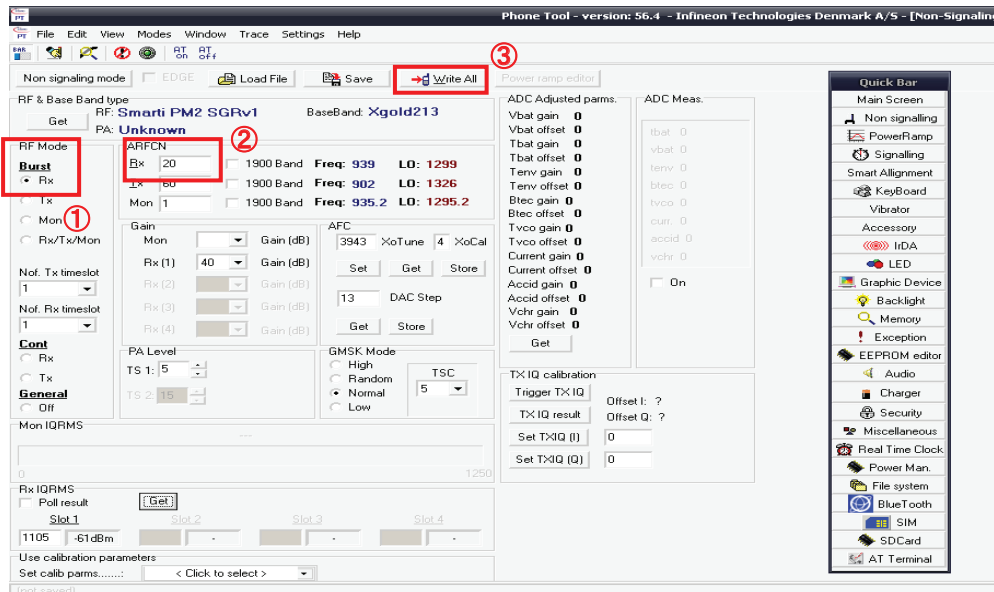 Phone Tool - version: 56.4 - Infineon Technologies Denmark A/S - [Non-Signaling
File Edit View Modes Window Trace Settings Help
BAR AT on AT off
③
Non signaling mode EDGE Load File Save Write All Power ramp editor
RF & Base Band type
Get RF: Smarti PM2 SGRv1 BaseBand: Xgold213
PA: Unknown
②
RF Mode
Burst
Rx
Tx
①
Mon
Rx/Tx/Mon
Nof. Tx timeslot
1
Nof. Rx timeslot
1
Cont
Rx
Tx
General
Off
ARFCN
Rx 20 1900 Band Freq: 939 LO: 1299
Tx 60 1900 Band Freq: 902 LO: 1326
Mon 1 1900 Band Freq: 935.2 LO: 1295.2
Gain
Mon Gain (dB)
Rx (1) 40 Gain (dB)
Rx (2) Gain (dB)
Rx (3) Gain (dB)
Rx (4) Gain (dB)
AFC
3943 XoTune 4 XoCal
Set Get Store
13 DAC Step
Get Store
PA Level
TS 1: 5
TS 2: 15
GMSK Mode
High
Random
Normal
Low
TSC
5
Mon IQRMS
---
0 1250
Rx IQRMS
Poll result Get
Slot 1 Slot 2 Slot 3 Slot 4
1105 -61dBm - - -
Use calibration parameters
Set calib parms......: < Click to select >
(not saved)
ADC Adjusted parms.
Vbat gain 0
Vbat offset 0
Tbat gain 0
Tbat offset 0
Tenv gain 0
Tenv offset 0
Btec gain 0
Btec offset 0
Tvco gain 0
Tvco offset 0
Current gain 0
Current offset 0
Accid gain 0
Accid offset 0
Vchr gain 0
Vchr offset 0
Get
ADC Meas.
tbat 0
vbat 0
tenv 0
btec 0
tvco 0
curr. 0
accid 0
vchr 0
On
TX IQ calibration
Trigger TX IQ
TX IQ result
Offset I: ?
Offset Q: ?
Set TXIQ (I) 0
Set TXIQ (Q) 0
Quick Bar
Main Screen
Non signalling
PowerRamp
Signalling
Smart Allignment
KeyBoard
Vibrator
Accessory
IrDA
LED
Graphic Device
Backlight
Memory
Exception
EEPROM editor
Audio
Charger
Security
Miscellaneous
Real Time Clock
Power Man.
File system
BlueTooth
SIM
SDCard
AT Terminal